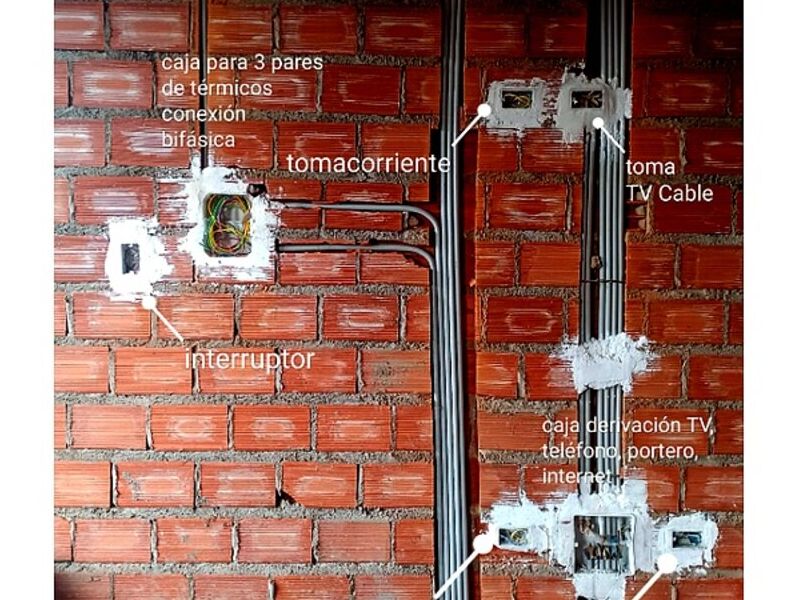 caja para 3 pares
de térmicos
conexión
bifásica
tomacorriente
toma
TV Cable
interruptor
caja derivación TV,
teléfono, portero,
internet